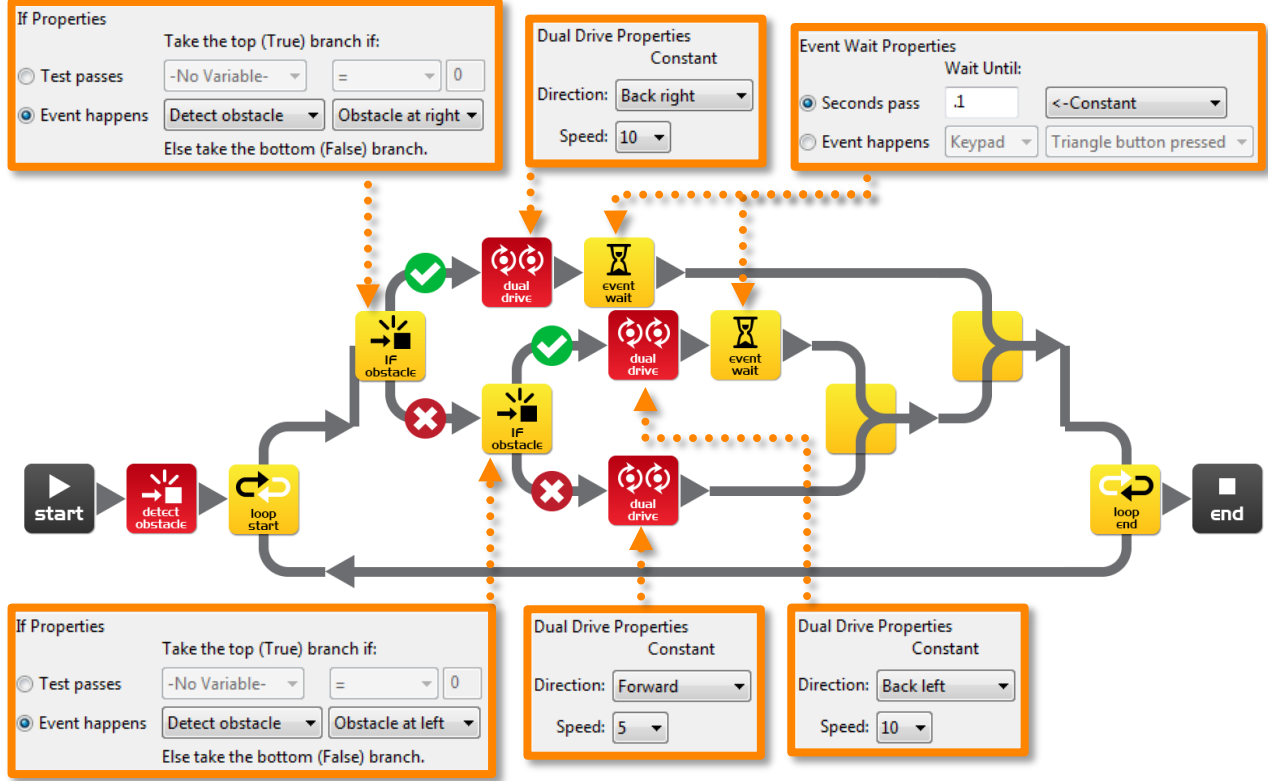 If Properties
Take the top (True) branch if:
Test passes -No Variable- = 0
Event happens Detect obstacle Obstacle at right
Else take the bottom (False) branch.
Dual Drive Properties
Constant
Direction: Back right
Speed: 10
Event Wait Properties
Wait Until:
Seconds pass .1 <-Constant
Event happens Keypad Triangle button pressed
dual
drive
event
wait
IF
obstacle
dual
drive
event
wait
IF
obstacle
start
detect
obstacle
loop
start
dual
drive
loop
end
end
If Properties
Take the top (True) branch if:
Test passes -No Variable- = 0
Event happens Detect obstacle Obstacle at left
Else take the bottom (False) branch.
Dual Drive Properties
Constant
Direction: Forward
Speed: 5
Dual Drive Properties
Constant
Direction: Back left
Speed: 10